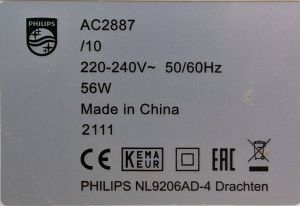 PHILIPS
AC2887
/10
220-240V~ 50/60Hz
56W
Made in China
2111
CE KEMA EUR EAC
PHILIPS NL9206AD-4 Drachten